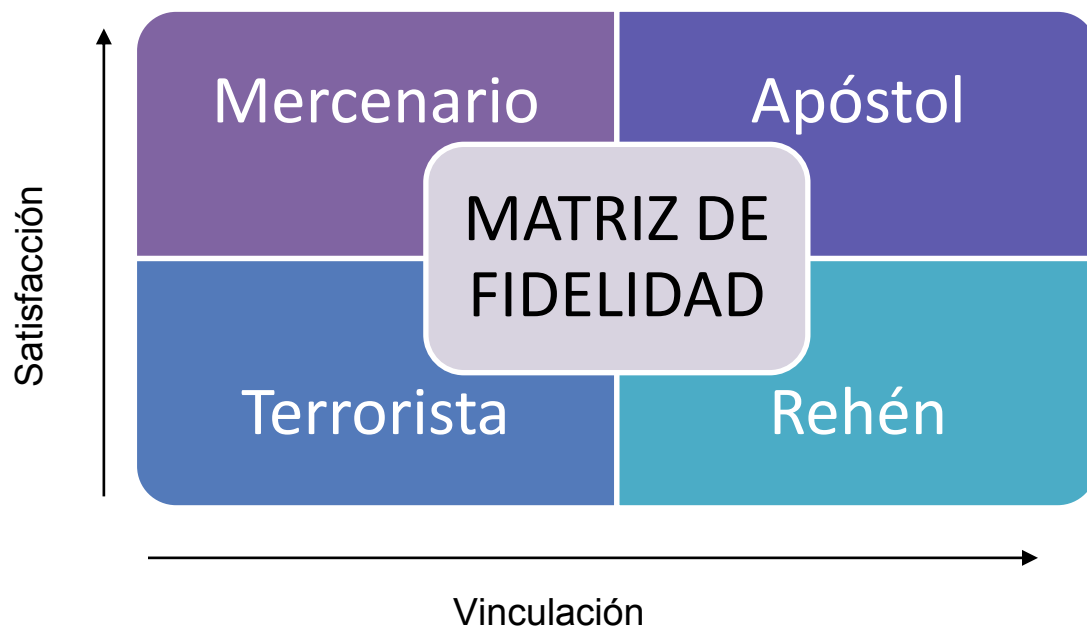 Mercenario
Apóstol
MATRIZ DE
FIDELIDAD
Terrorista
Rehén
Satisfacción
Vinculación